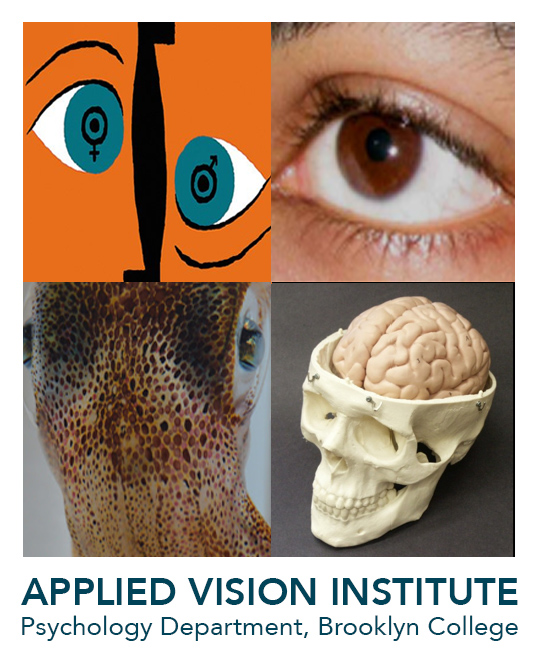 APPLIED VISION INSTITUTE
Psychology Department, Brooklyn College